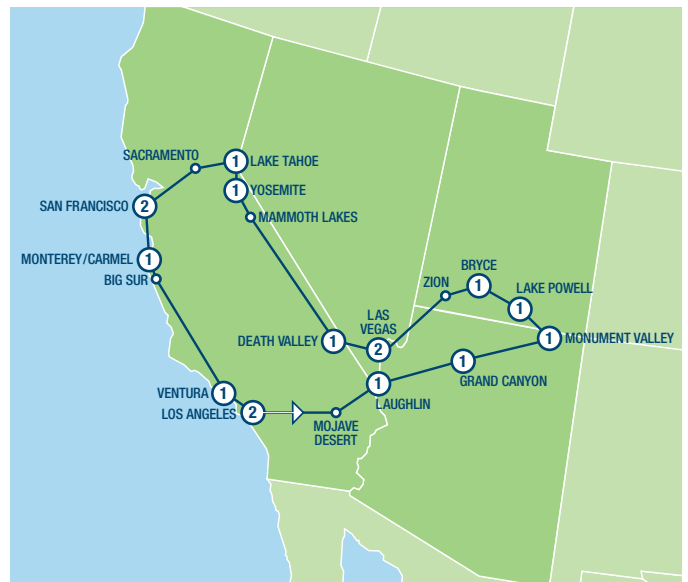 SACRAMENTO
1 LAKE TAHOE
1 YOSEMITE
SAN FRANCISCO 2
MAMMOTH LAKES
MONTEREY/CARMEL 1
BIG SUR
BRYCE
1
ZION
LAKE POWELL
1
LAS
VEGAS
2
DEATH VALLEY 1
1 MONUMENT VALLEY
1
GRAND CANYON
1
LAUGHLIN
VENTURA 1
LOS ANGELES 2
MOJAVE
DESERT